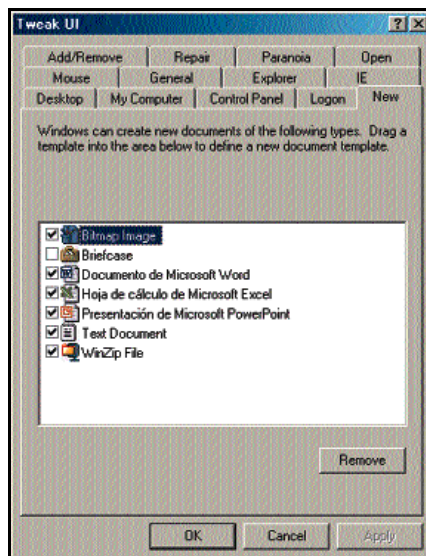 Tweak UI
Add/Remove Repair Paranoia Open
Mouse General Explorer IE
Desktop My Computer Control Panel Logon New
Windows can create new documents of the following types. Drag a
template into the area below to define a new document template.
Bitmap Image
Briefcase
Documento de Microsoft Word
Hoja de cálculo de Microsoft Excel
Presentación de Microsoft PowerPoint
Text Document
WinZip File
Remove
OK Cancel Apply